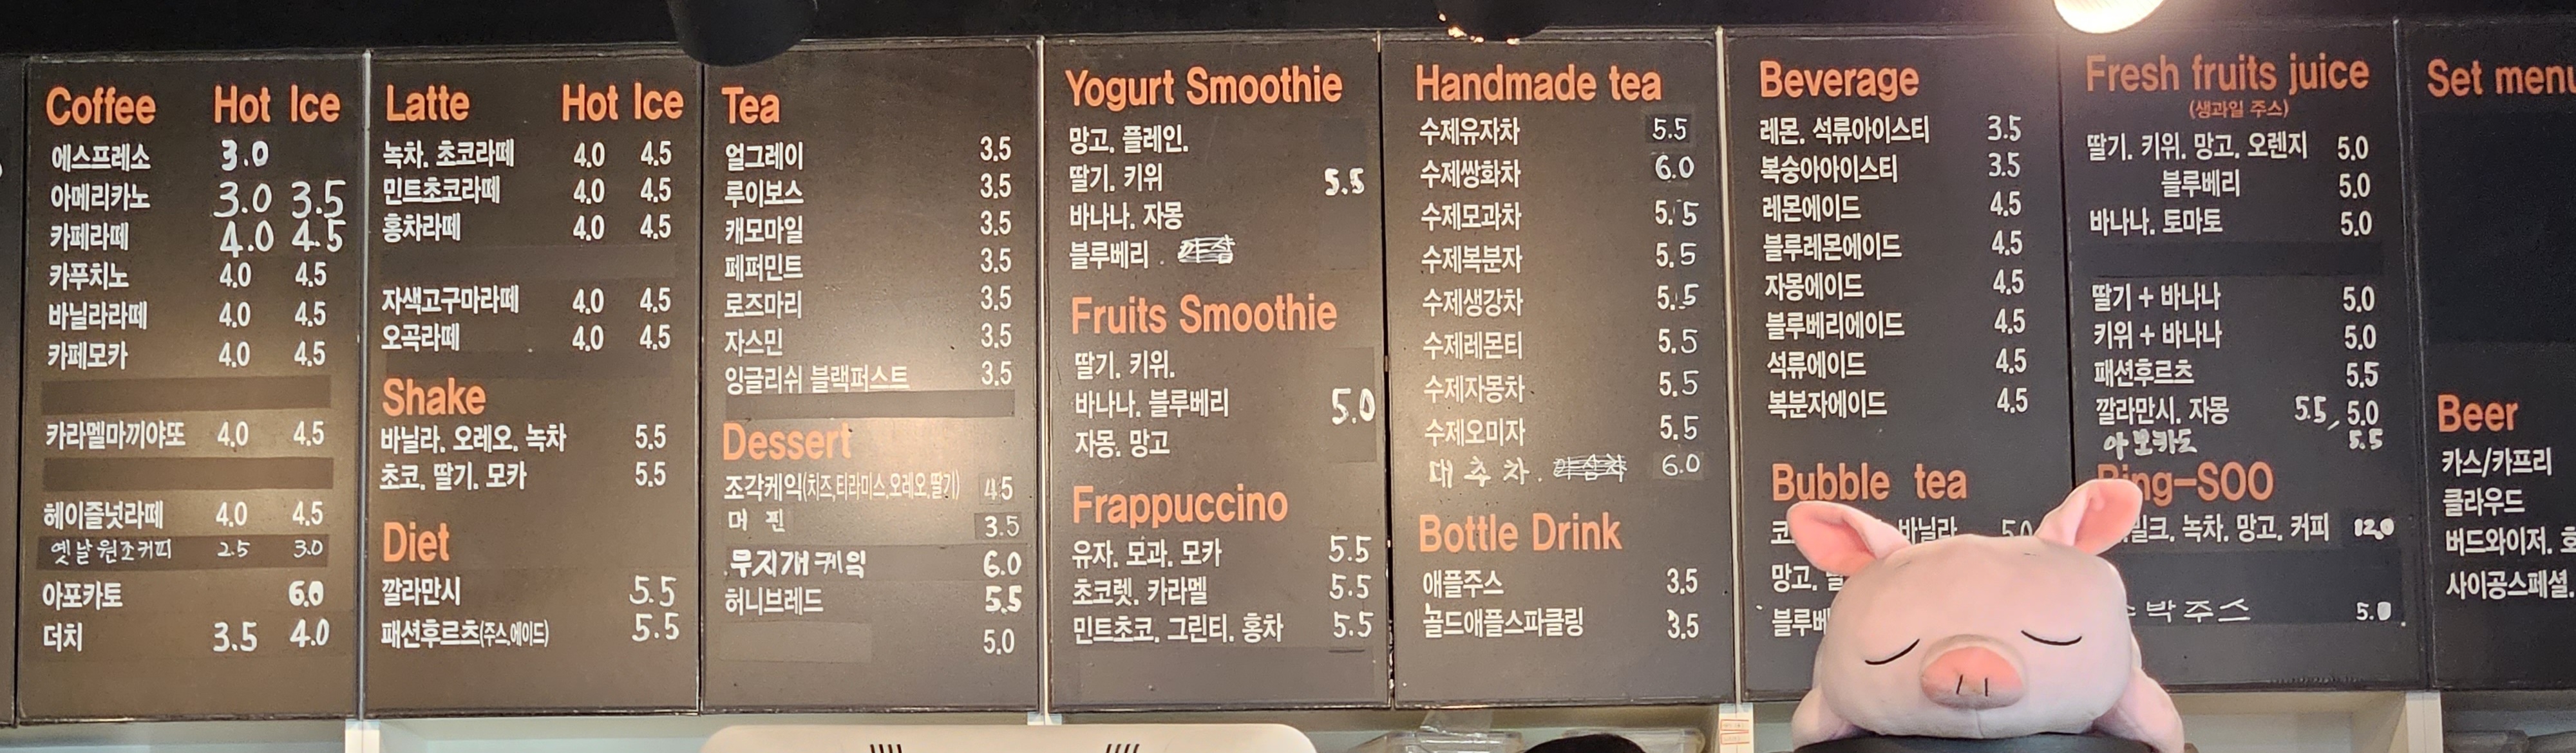 Coffee Hot Ice
에스프레소 3.0
아메리카노 3.0 3.5
카페라떼 4.0 4.5
카푸치노 4.0 4.5
바닐라라떼 4.0 4.5
카페모카 4.0 4.5
카라멜마끼야또 4.0 4.5
헤이즐넛라떼 4.0 4.5
옛날원조커피 2.5 3.0
아포카토 6.0
더치 3.5 4.0
Latte Hot Ice
녹차. 초코라떼 4.0 4.5
민트초코라떼 4.0 4.5
홍차라떼 4.0 4.5
자색고구마라떼 4.0 4.5
오곡라떼 4.0 4.5
Shake
바닐라. 오레오. 녹차 5.5
초코. 딸기. 모카 5.5
Diet
깔라만시 5.5
패션후르츠(주스,에이드) 5.5
Tea
얼그레이 3.5
루이보스 3.5
캐모마일 3.5
페퍼민트 3.5
로즈마리 3.5
자스민 3.5
잉글리쉬 블랙퍼스트 3.5
Dessert
조각케익(치즈,티라미스,오레오,딸기) 4.5
머핀 3.5
무지개케익 6.0
허니브레드 5.5
5.0
Yogurt Smoothie
망고. 플레인.
딸기. 키위 5.5
바나나. 자몽
블루베리 .
Fruits Smoothie
딸기. 키위.
바나나. 블루베리 5.0
자몽. 망고
Frappuccino
유자. 모과. 모카 5.5
초코렛. 카라멜 5.5
민트초코. 그린티. 홍차 5.5
Handmade tea
수제유자차 5.5
수제쌍화차 6.0
수제모과차 5.5
수제복분자 5.5
수제생강차 5.5
수제레몬티 5.5
수제자몽차 5.5
수제오미자 5.5
대추차. 6.0
Bottle Drink
애플주스 3.5
골드애플스파클링 3.5
Beverage
레몬. 석류아이스티 3.5
복숭아아이스티 3.5
레몬에이드 4.5
블루레몬에이드 4.5
자몽에이드 4.5
블루베리에이드 4.5
석류에이드 4.5
복분자에이드 4.5
Bubble tea
바닐라 5.0
망고.
Fresh fruits juice
(생과일 주스)
딸기. 키위. 망고. 오렌지 5.0
블루베리 5.0
바나나. 토마토 5.0
딸기 + 바나나 5.0
키위 + 바나나 5.0
패션후르츠 5.5
깔라만시. 자몽 5.5, 5.0
아보카도 5.5
Bing-SOO
밀크. 녹차. 망고. 커피 12.0
박주스 5.0
Set menu
Beer
카스/카프리
클라우드
버드와이저.
사이공스페셜.